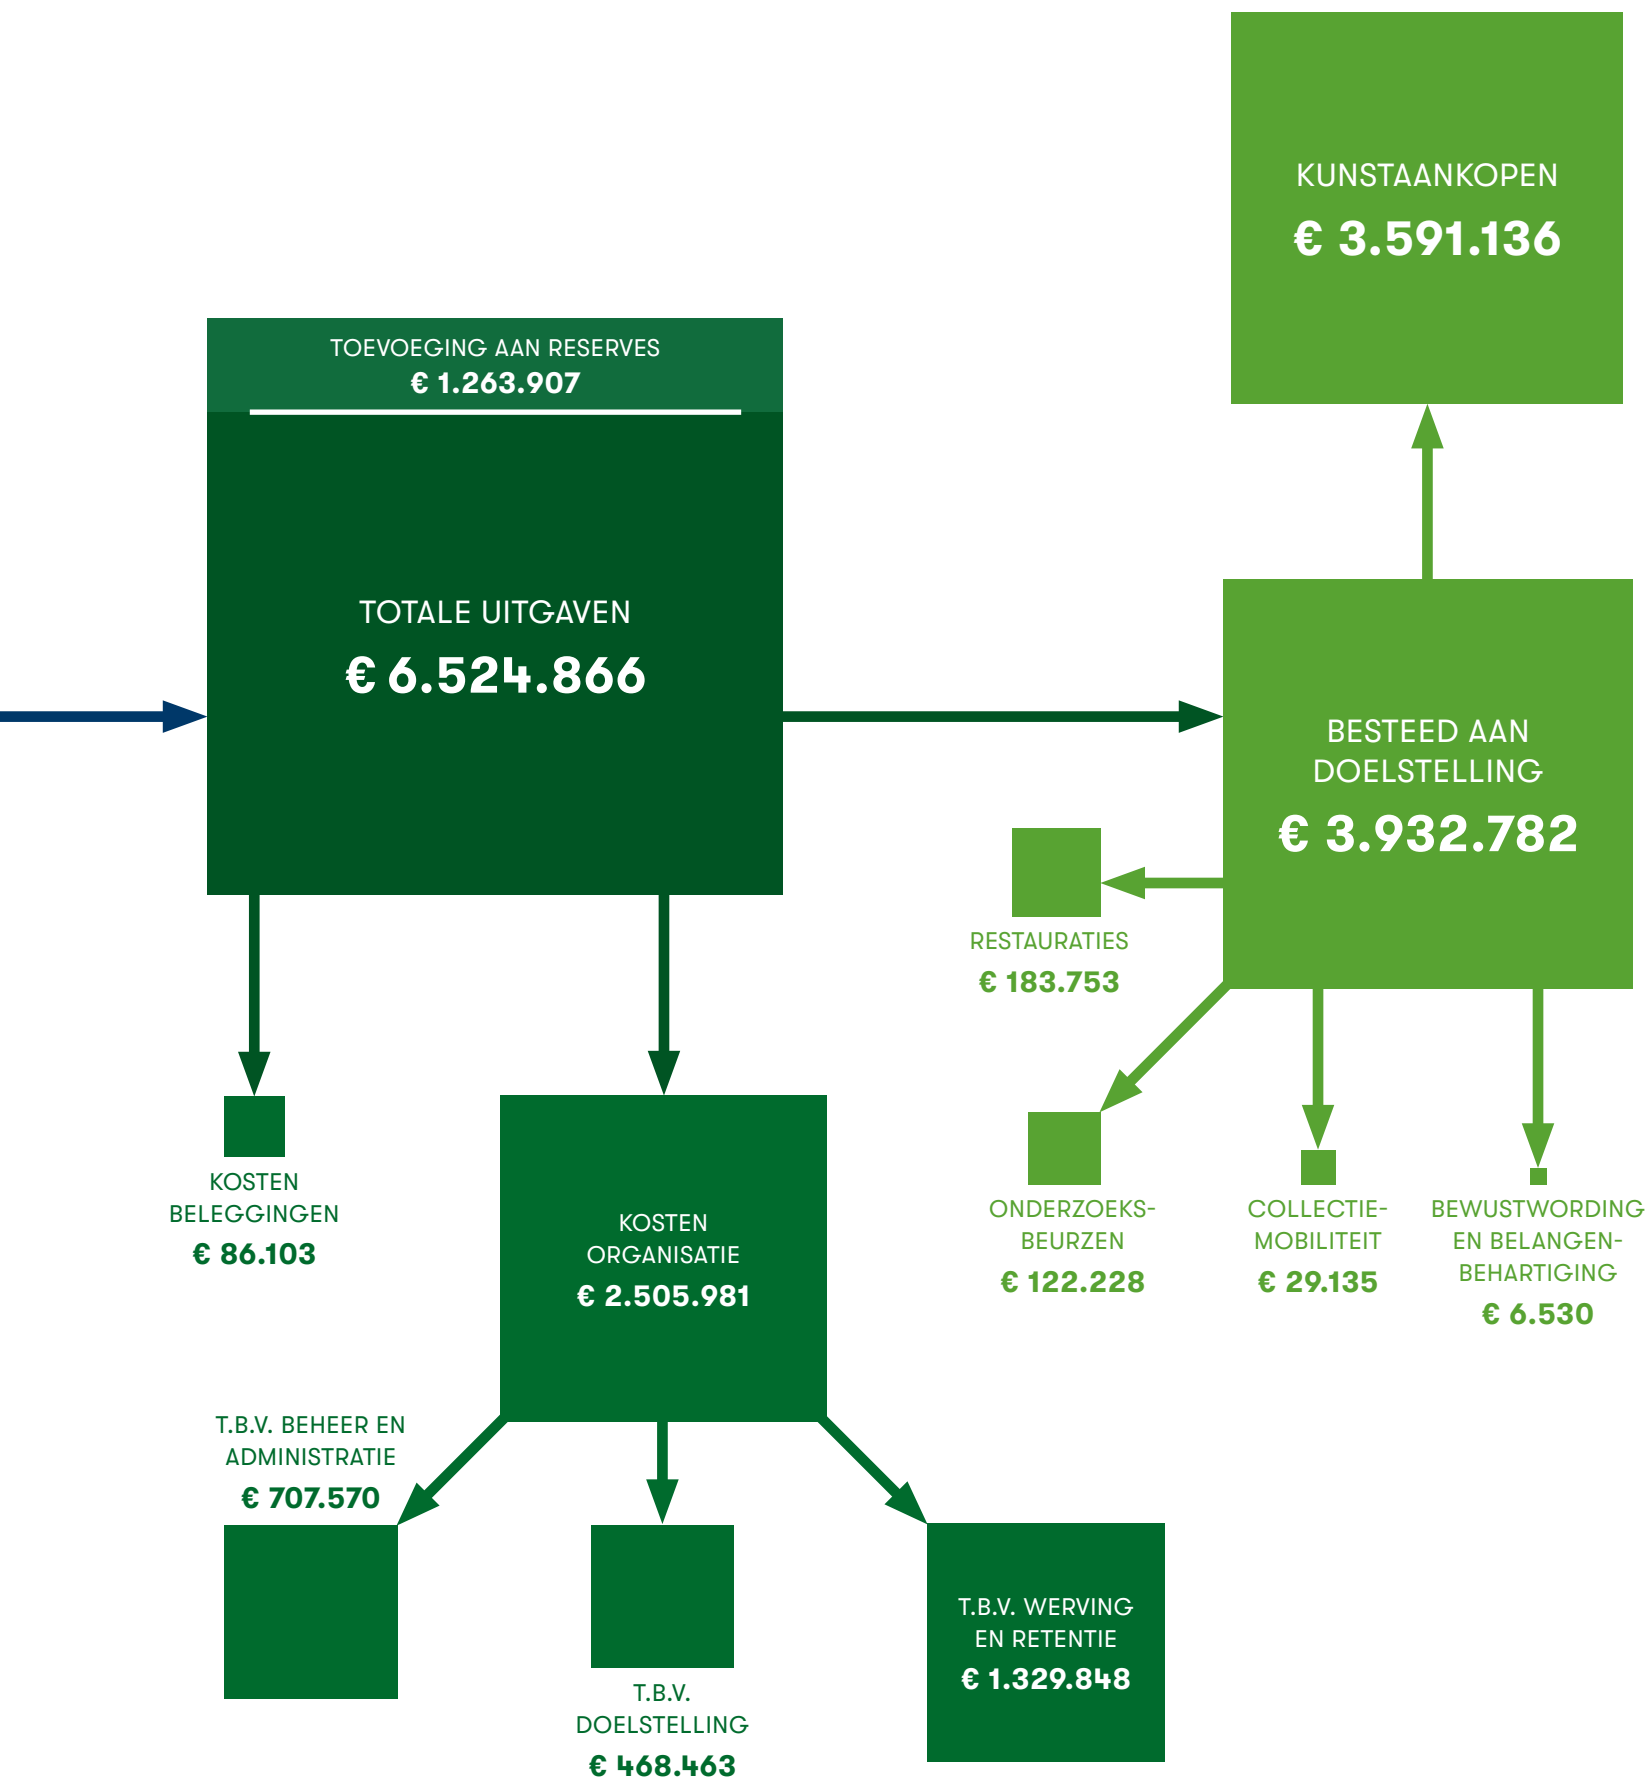 KUNSTAANKOPEN
€ 3.591.136
TOEVOEGING AAN RESERVES
€ 1.263.907
TOTALE UITGAVEN
€ 6.524.866
BESTEED AAN
DOELSTELLING
€ 3.932.782
RESTAURATIES
€ 183.753
KOSTEN
BELEGGINGEN
€ 86.103
KOSTEN
ORGANISATIE
€ 2.505.981
ONDERZOEKS-
BEURZEN
€ 122.228
COLLECTIE-
MOBILITEIT
€ 29.135
BEWUSTWORDING
EN BELANGEN-
BEHARTIGING
€ 6.530
T.B.V. BEHEER EN
ADMINISTRATIE
€ 707.570
T.B.V.
DOELSTELLING
€ 468.463
T.B.V. WERVING
EN RETENTIE
€ 1.329.848